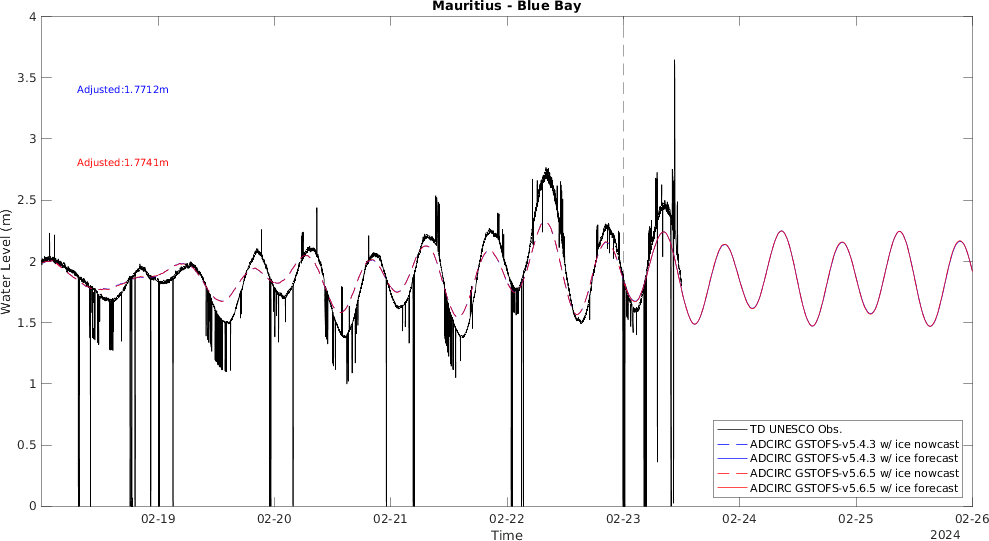 Mauritius - Blue Bay
4
3.5
3
2.5
2
1.5
1
0.5
0
Water Level (m)
Adjusted:1.7712m
Adjusted:1.7741m
TD UNESCO Obs.
ADCIRC GSTOFS-v5.4.3 w/ ice nowcast
ADCIRC GSTOFS-v5.4.3 w/ ice forecast
ADCIRC GSTOFS-v5.6.5 w/ ice nowcast
ADCIRC GSTOFS-v5.6.5 w/ ice forecast
02-19 02-20 02-21 02-22 02-23 02-24 02-25 02-26
Time
2024